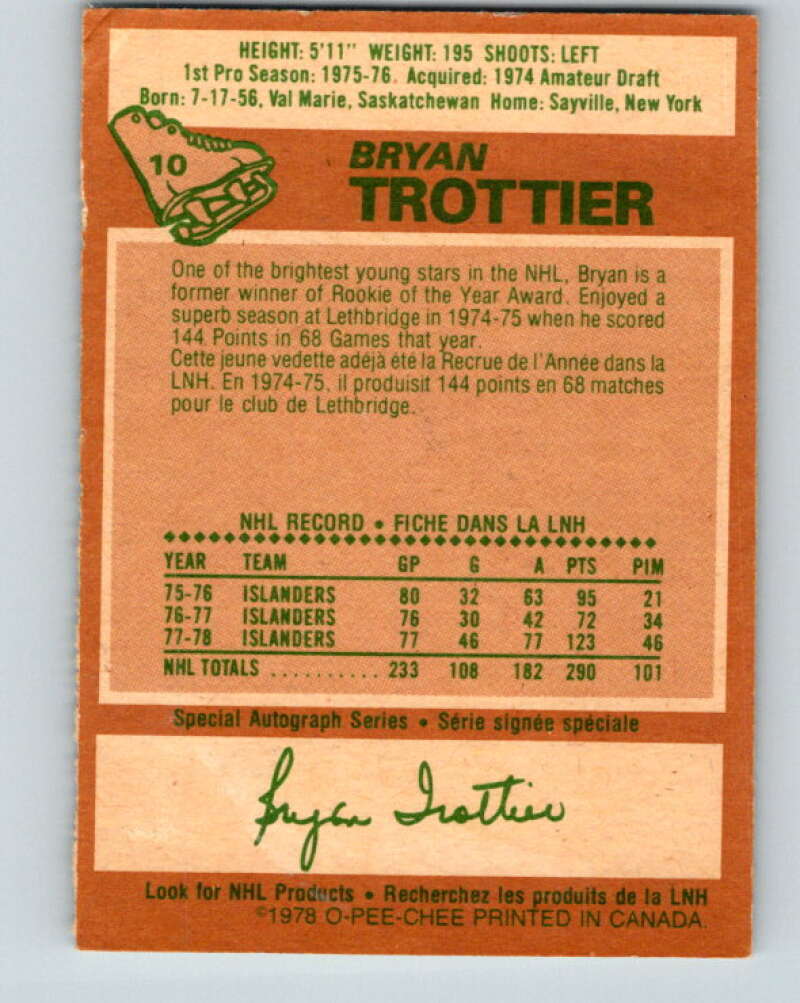 HEIGHT: 5'11" WEIGHT: 195 SHOOTS: LEFT
1st Pro Season: 1975-76. Acquired: 1974 Amateur Draft
Born: 7-17-56, Val Marie, Saskatchewan Home: Sayville, New York
10
BRYAN
TROTTIER
One of the brightest young stars in the NHL, Bryan is a
former winner of Rookie of the Year Award. Enjoyed a
superb season at Lethbridge in 1974-75 when he scored
144 Points in 68 Games that year.
Cette jeune vedette adéjà été la Recrue de l'Année dans la
LNH. En 1974-75, il produisit 144 points en 68 matches
pour le club de Lethbridge.
NHL RECORD • FICHE DANS LA LNH
YEAR TEAM GP G A PTS PIM
75-76 ISLANDERS 80 32 63 95 21
76-77 ISLANDERS 76 30 42 72 34
77-78 ISLANDERS 77 46 77 123 46
NHL TOTALS .......... 233 108 182 290 101
Special Autograph Series • Série signée spéciale
Bryan Trottier
Look for NHL Products • Recherchez les produits de la LNH
©1978 O-PEE-CHEE PRINTED IN CANADA.